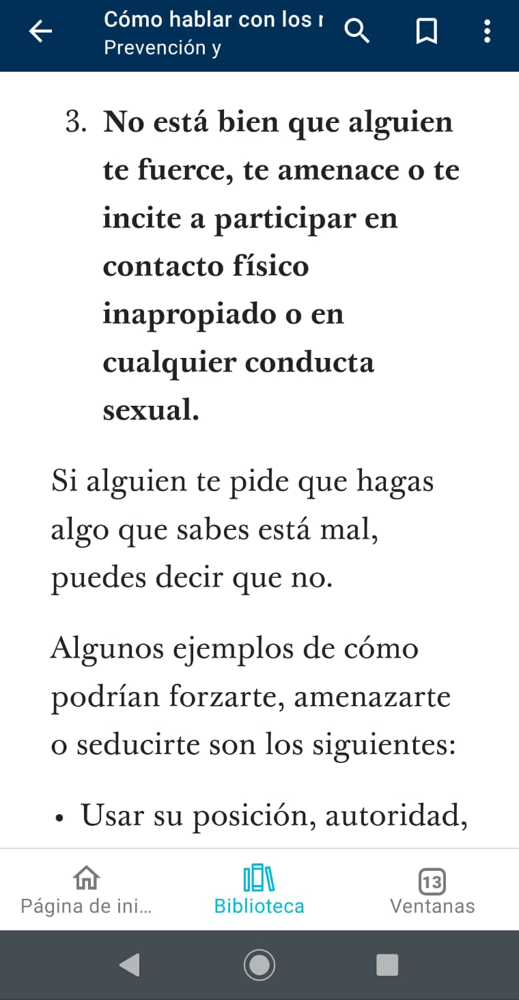 Cómo hablar con los
Prevención y
3. No está bien que alguien
te fuerce, te amenace o te
incite a participar en
contacto físico
inapropiado o en
cualquier conducta
sexual.
Si alguien te pide que hagas
algo que sabes está mal,
puedes decir que no.
Algunos ejemplos de cómo
podrían forzarte, amenazarte
o seducirte son los siguientes:
• Usar su posición, autoridad,
Página de ini...
Biblioteca
13
Ventanas